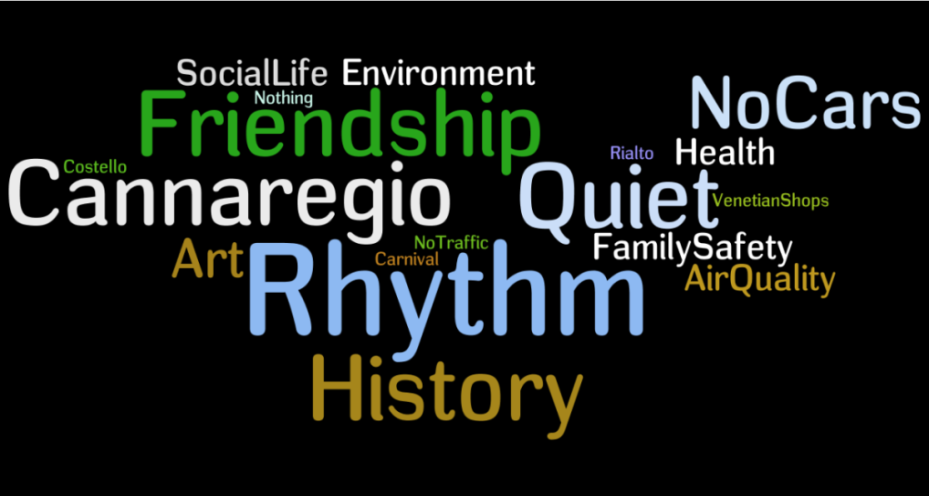 SocialLife Environment
Nothing
NoCars
Friendship
Rialto Health
Costello
Cannaregio
Quiet
VenetianShops
NoTraffic
FamilySafety
Art
Carnival
AirQuality
Rhythm
History